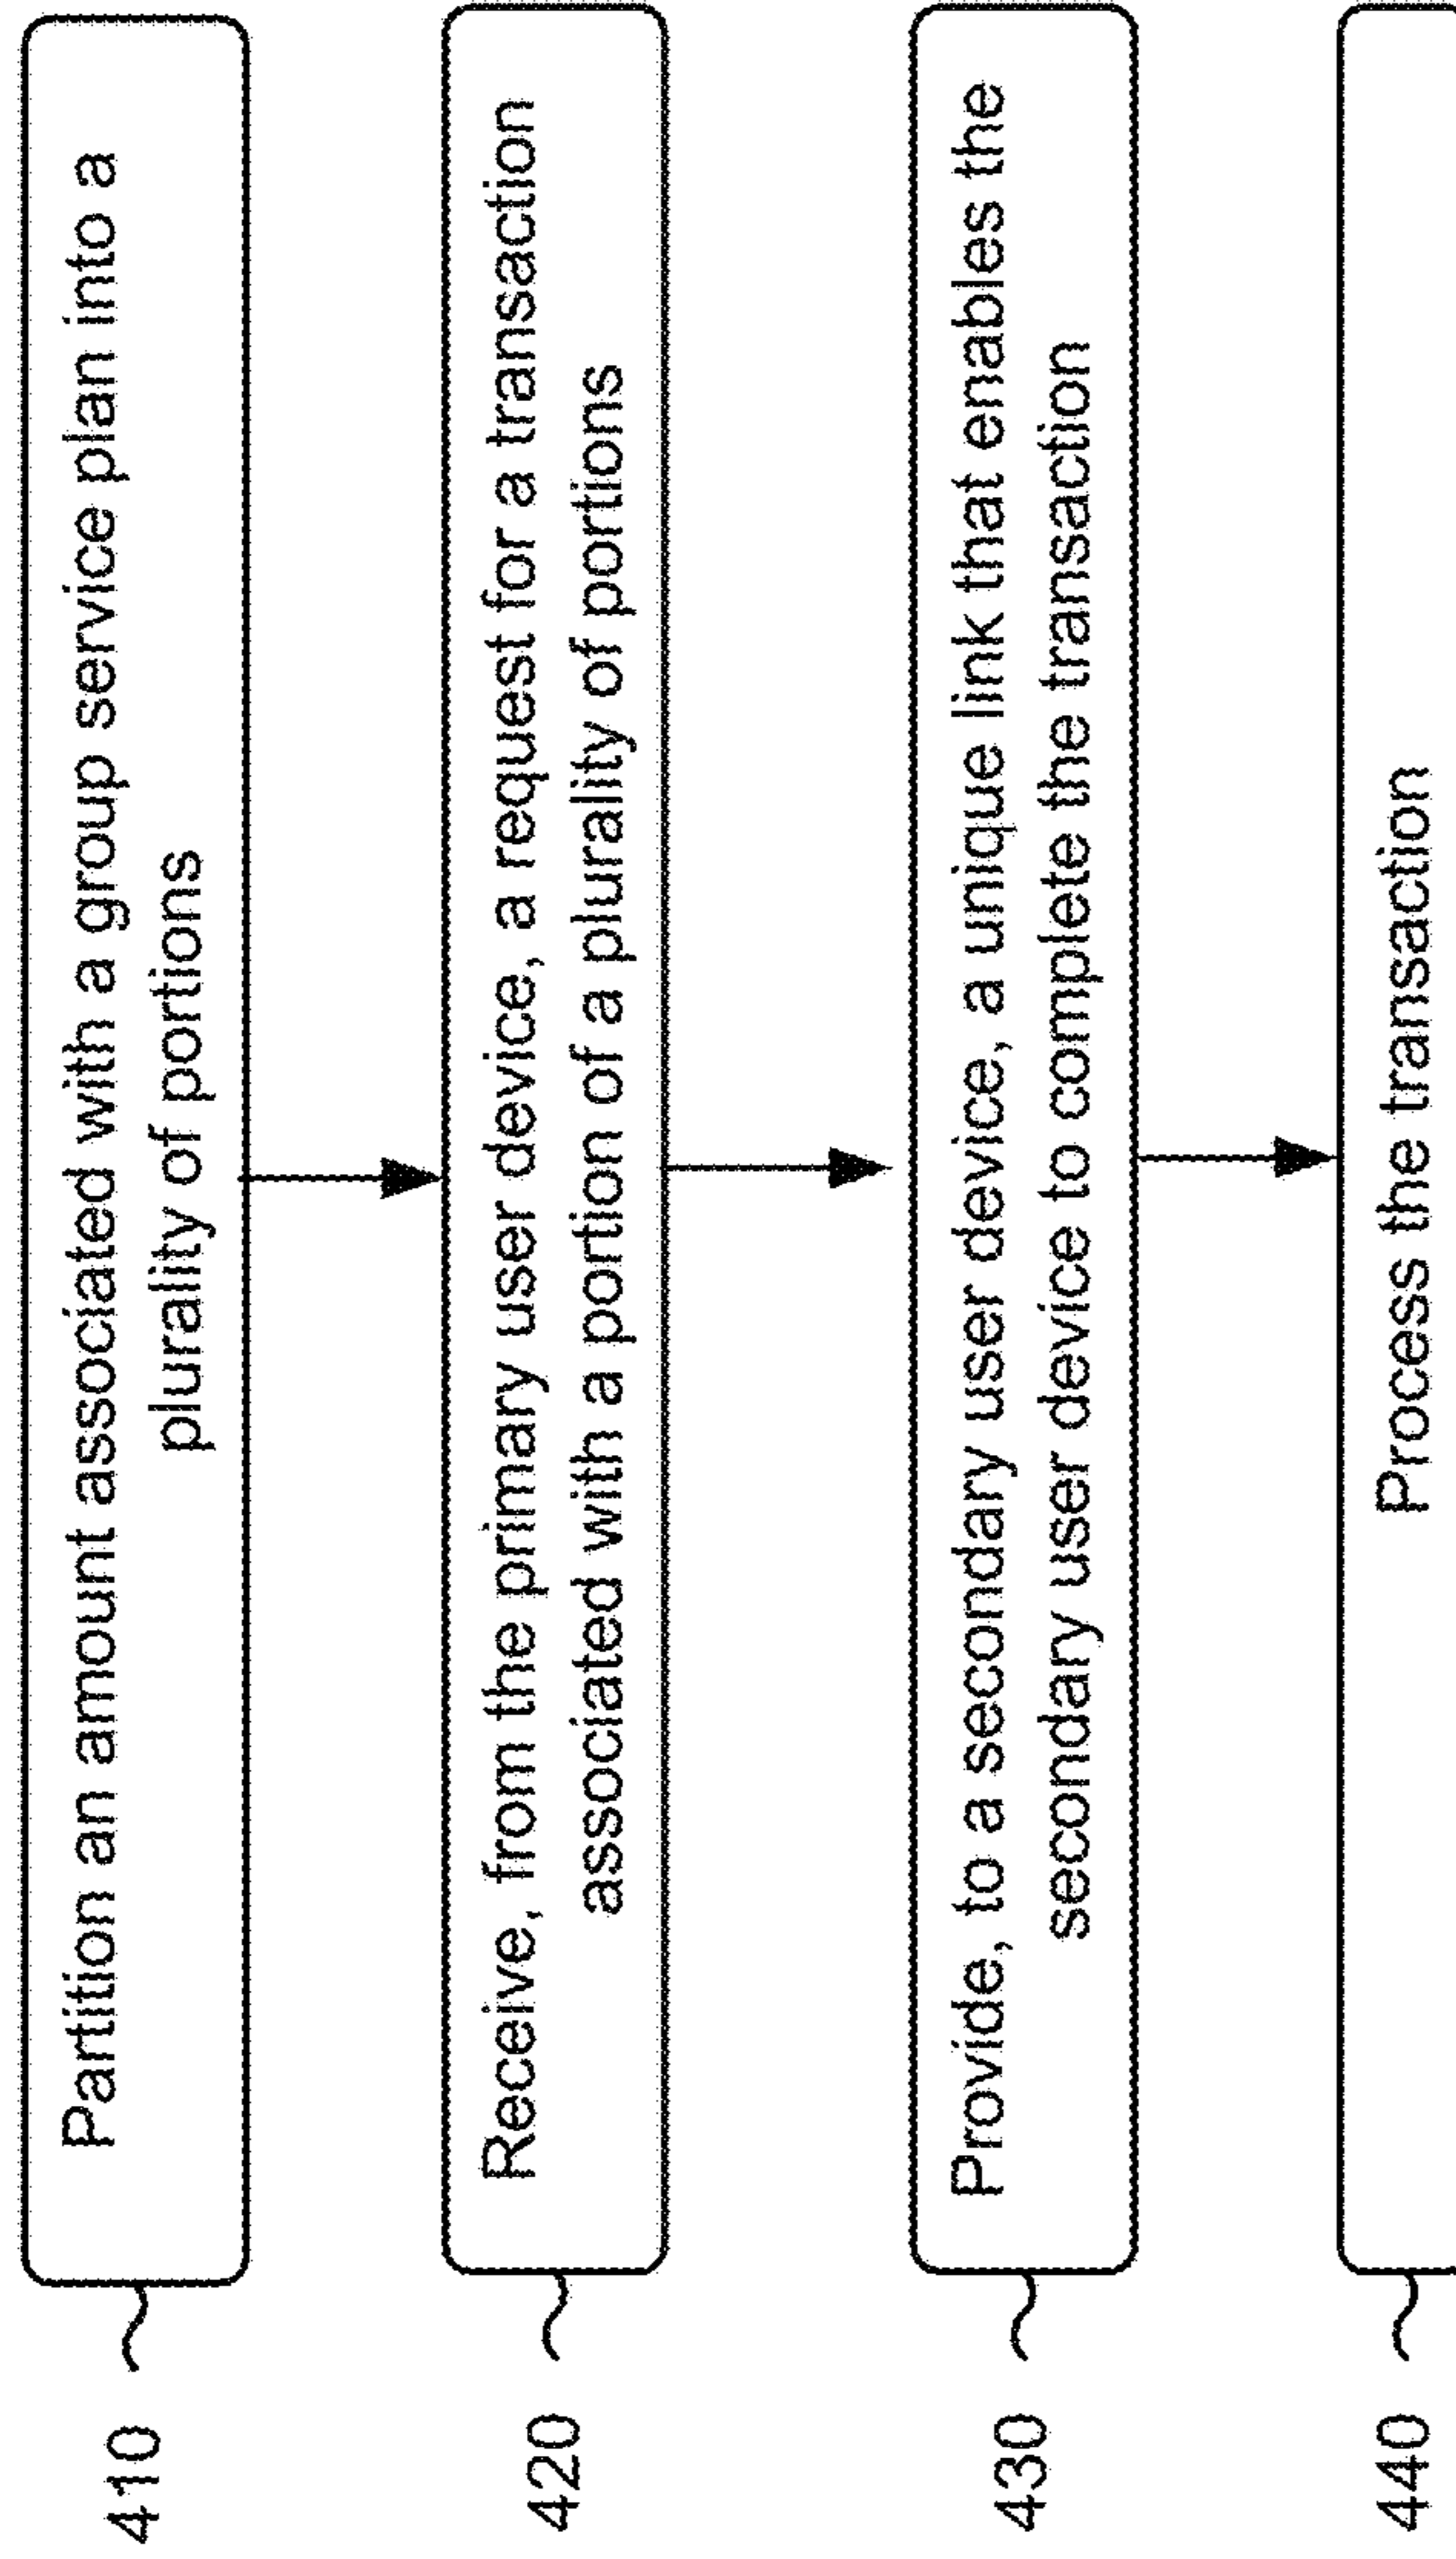 410
Partition an amount associated with a group service plan into a
plurality of portions
420
Receive, from the primary user device, a request for a transaction
associated with a portion of a plurality of portions
430
Provide, to a secondary user device, a unique link that enables the
secondary user device to complete the transaction
440
Process the transaction